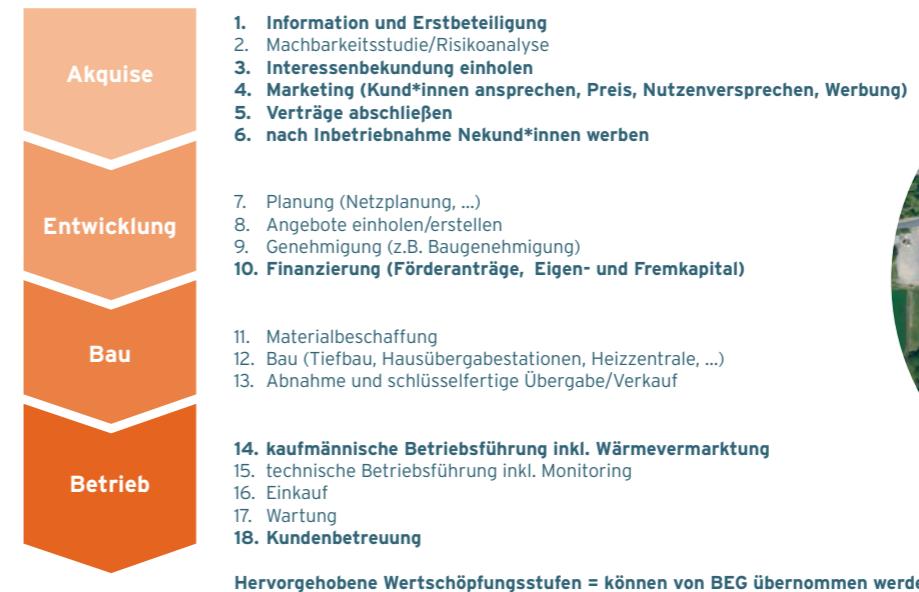 Akquise
1. Information und Erstbeteiligung
2. Machbarkeitsstudie/Risikoanalyse
3. Interessenbekundung einholen
4. Marketing (Kund*innen ansprechen, Preis, Nutzenversprechen, Werbung)
5. Verträge abschließen
6. nach Inbetriebnahme Nekund*innen werben
Entwicklung
7. Planung (Netzplanung, ...)
8. Angebote einholen/erstellen
9. Genehmigung (z.B. Baugenehmigung)
10. Finanzierung (Förderanträge, Eigen- und Fremdkapital)
Bau
11. Materialbeschaffung
12. Bau (Tiefbau, Hausübergabestationen, Heizzentrale, ...)
13. Abnahme und schlüsselfertige Übergabe/Verkauf
Betrieb
14. kaufmännische Betriebsführung inkl. Wärmevermarktung
15. technische Betriebsführung inkl. Monitoring
16. Einkauf
17. Wartung
18. Kundenbetreuung
Hervorgehobene Wertschöpfungsstufen = können von BEG übernommen werde